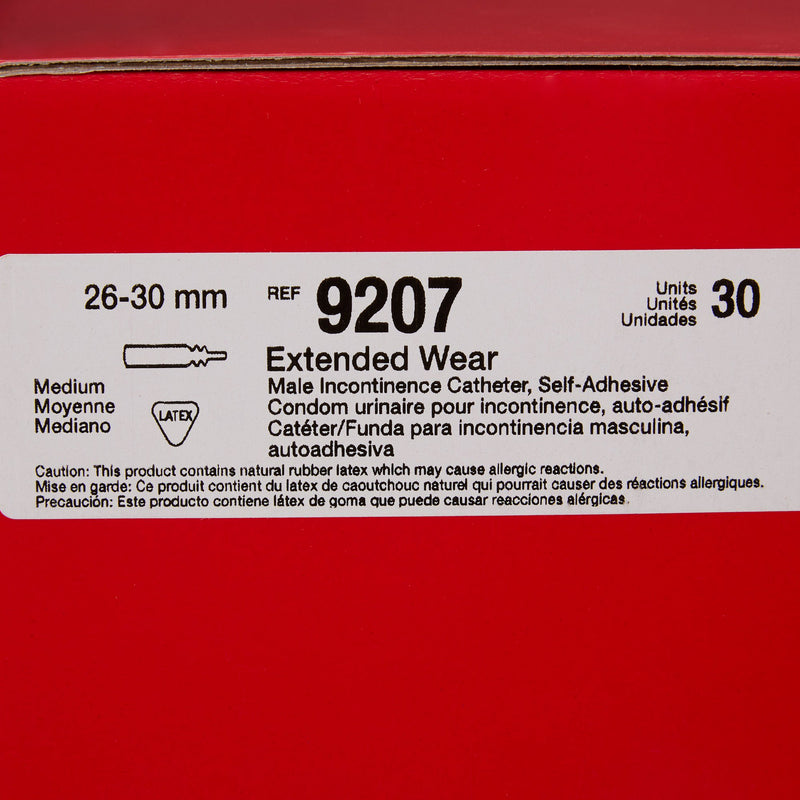 26-30 mm
REF 9207
Units
Unités
Unidades
30
Extended Wear
Medium
Moyenne
Mediano
LATEX
Male Incontinence Catheter, Self-Adhesive
Condom urinaire pour incontinence, auto-adhésif
Catéter/Funda para incontinencia masculina,
autoadhesiva
Caution: This product contains natural rubber latex which may cause allergic reactions.
Mise en garde: Ce produit contient du latex de caoutchouc naturel qui pourrait causer des réactions allergiques.
Precaución: Este producto contiene látex de goma que puede causar reacciones alérgicas.